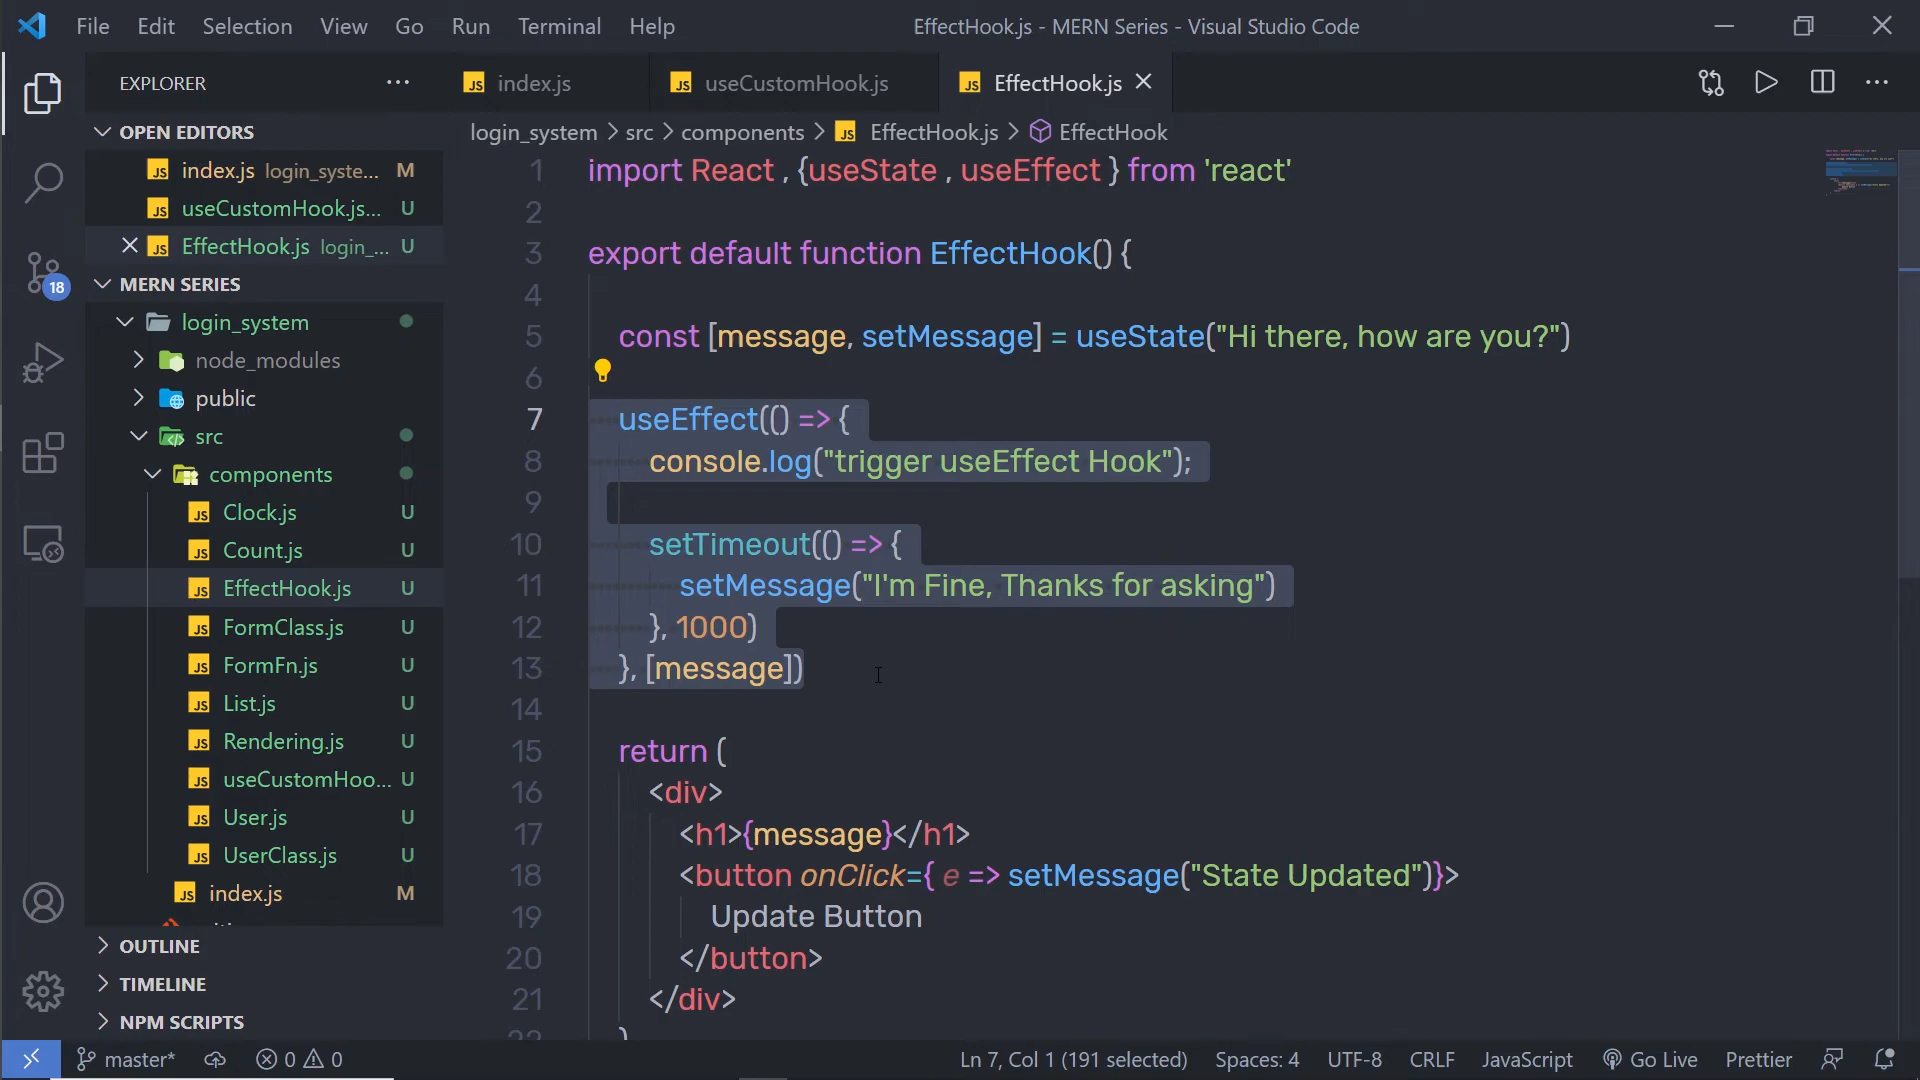 File Edit Selection View Go Run Terminal Help EffectHook.js - MERN Series - Visual Studio Code
EXPLORER
index.js
useCustomHook.js
EffectHook.js
OPEN EDITORS
index.js login_syste... M
useCustomHook.js... U
EffectHook.js login_... U
MERN SERIES
login_system
node_modules
public
src
components
Clock.js U
Count.js U
EffectHook.js U
FormClass.js U
FormFn.js U
List.js U
Rendering.js U
useCustomHoo... U
User.js U
UserClass.js U
index.js M
OUTLINE
TIMELINE
NPM SCRIPTS
18
login_system > src > components > JS EffectHook.js > EffectHook
1 import React , {useState , useEffect } from 'react'
2
3 export default function EffectHook() {
4
5 const [message, setMessage] = useState("Hi there, how are you?")
6
7 useEffect(() => {
8 console.log("trigger useEffect Hook");
9
10 setTimeout(() => {
11 setMessage("I'm Fine, Thanks for asking")
12 }, 1000)
13 }, [message])
14
15 return (
16 <div>
17 <h1>{message}</h1>
18 <button onClick={ e => setMessage("State Updated")}>
19 Update Button
20 </button>
21 </div>
22 )
master* 0 0 Ln 7, Col 1 (191 selected) Spaces: 4 UTF-8 CRLF JavaScript Go Live Prettier